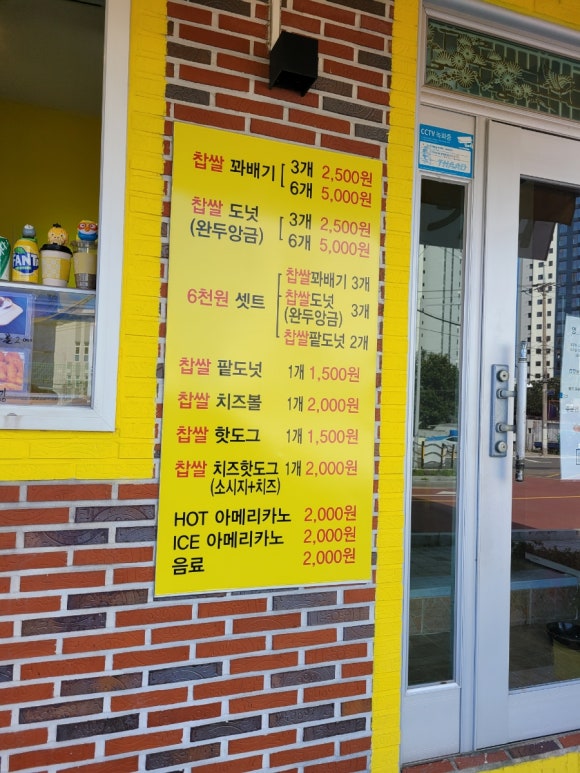 찹쌀 꽈배기 3개 2,500원
6개 5,000원
찹쌀 도넛 3개 2,500원
(완두앙금) 6개 5,000원
6천원 셋트
찹쌀꽈배기 3개
찹쌀도넛
(완두앙금) 3개
찹쌀팥도넛 2개
찹쌀 팥도넛 1개 1,500원
찹쌀 치즈볼 1개 2,000원
찹쌀 핫도그 1개 1,500원
찹쌀 치즈핫도그 1개 2,000원
(소시지+치즈)
HOT 아메리카노 2,000원
ICE 아메리카노 2,000원
음료 2,000원
CCTV 녹화중
FANTA